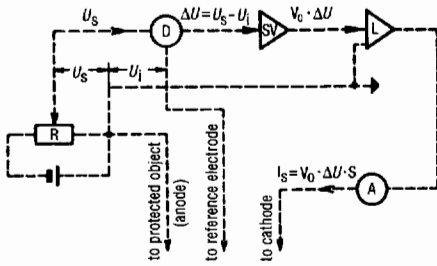 U_S
D
ΔU = U_S − U_i
SV
V_0 · ΔU
L
U_S
U_i
R
I_S = V_0 · ΔU · S
A
to protected object
(anode)
to reference electrode
to cathode